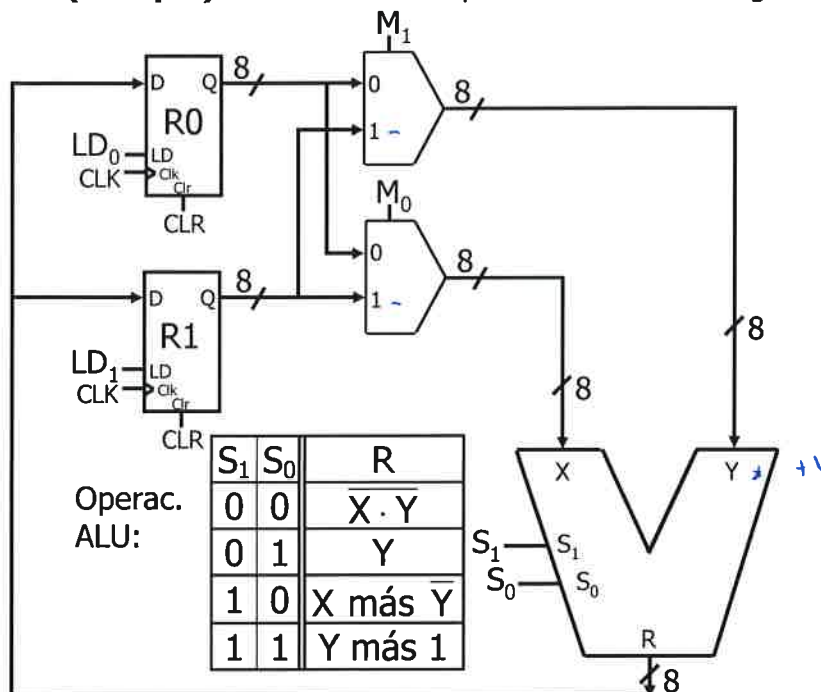 M₁
D Q 8
R0
LD₀ LD
CLK Clk
Clr
CLR
0
1
8
M₀
0
1
8
8
8
D Q 8
R1
LD₁ LD
CLK Clk
Clr
CLR
Operac.
ALU:
S₁ S₀ R
0 0 X̅ ̅·̅ ̅Y̅
0 1 Y
1 0 X más Y̅
1 1 Y más 1
X Y
S₁ S₁
S₀ S₀
R
8